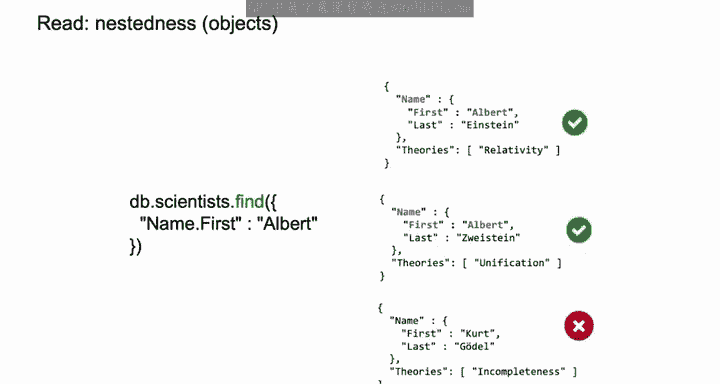 Read: nestedness (objects)
{
"Name" : {
"First" : "Albert",
"Last" : "Einstein"
},
"Theories": [ "Relativity" ]
}
db.scientists.find({
"Name.First" : "Albert"
})
{
"Name" : {
"First" : "Albert",
"Last" : "Zweistein"
},
"Theories": [ "Unification" ]
}
{
"Name" : {
"First" : "Kurt",
"Last" : "Gödel"
},
"Theories": [ "Incompleteness" ]